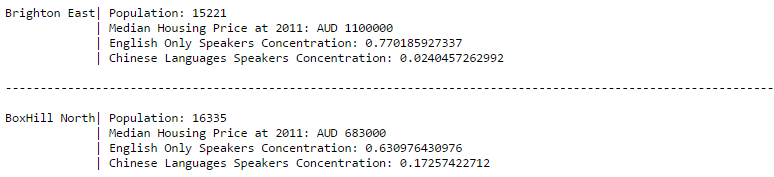 Brighton East| Population: 15221
| Median Housing Price at 2011: AUD 1100000
| English Only Speakers Concentration: 0.770185927337
| Chinese Languages Speakers Concentration: 0.0240457262992
---------------------------------------------------------------------------------------------------------------
BoxHill North| Population: 16335
| Median Housing Price at 2011: AUD 683000
| English Only Speakers Concentration: 0.630976430976
| Chinese Languages Speakers Concentration: 0.17257422712